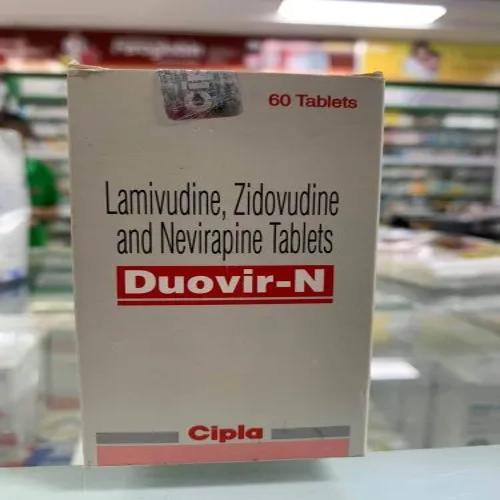 60 Tablets
Lamivudine, Zidovudine
and Nevirapine Tablets
Duovir-N
Cipla